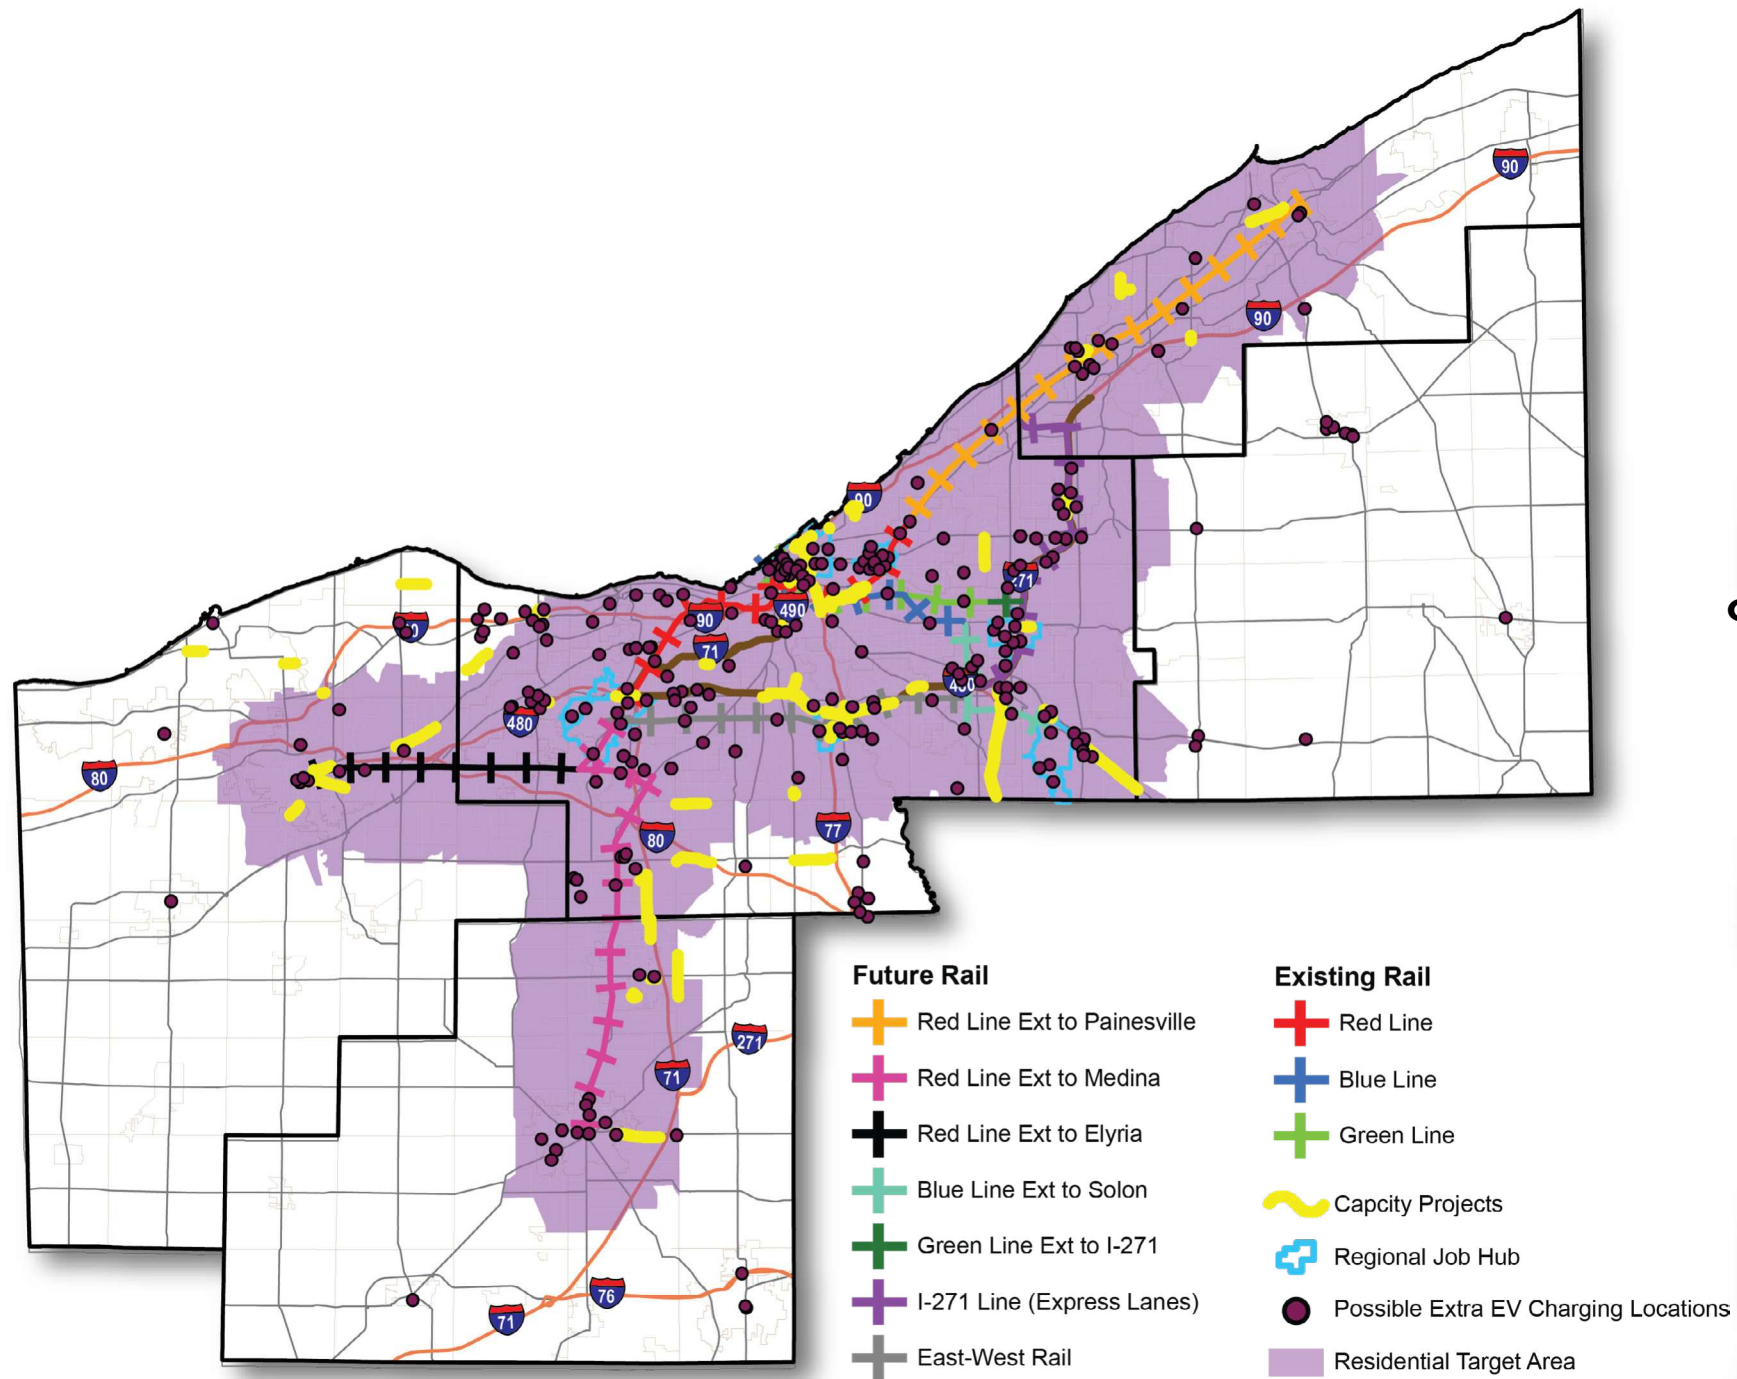 90
90
90
271
490
90
71
480
480
80
80
77
271
71
76
71
Future Rail
Red Line Ext to Painesville
Red Line Ext to Medina
Red Line Ext to Elyria
Blue Line Ext to Solon
Green Line Ext to I-271
I-271 Line (Express Lanes)
East-West Rail
Existing Rail
Red Line
Blue Line
Green Line
Capcity Projects
Regional Job Hub
Possible Extra EV Charging Locations
Residential Target Area